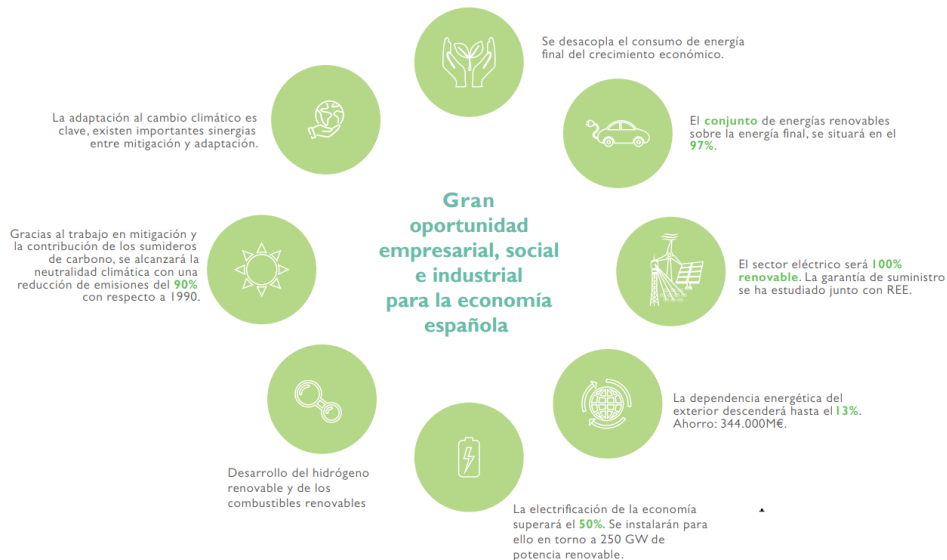 Se desacopla el consumo de energía
final del crecimiento económico.
La adaptación al cambio climático es
clave, existen importantes sinergias
entre mitigación y adaptación.
El conjunto de energías renovables
sobre la energía final, se situará en el
97%.
Gran
oportunidad
empresarial, social
e industrial
para la economía
española
Gracias al trabajo en mitigación y
la contribución de los sumideros
de carbono, se alcanzará la
neutralidad climática con una
reducción de emisiones del 90%
con respecto a 1990.
El sector eléctrico será 100%
renovable. La garantía de suministro
se ha estudiado junto con REE.
La dependencia energética del
exterior descenderá hasta el 13%.
Ahorro: 344.000M€.
Desarrollo del hidrógeno
renovable y de los
combustibles renovables
La electrificación de la economía
superará el 50%. Se instalarán para
ello en torno a 250 GW de
potencia renovable.